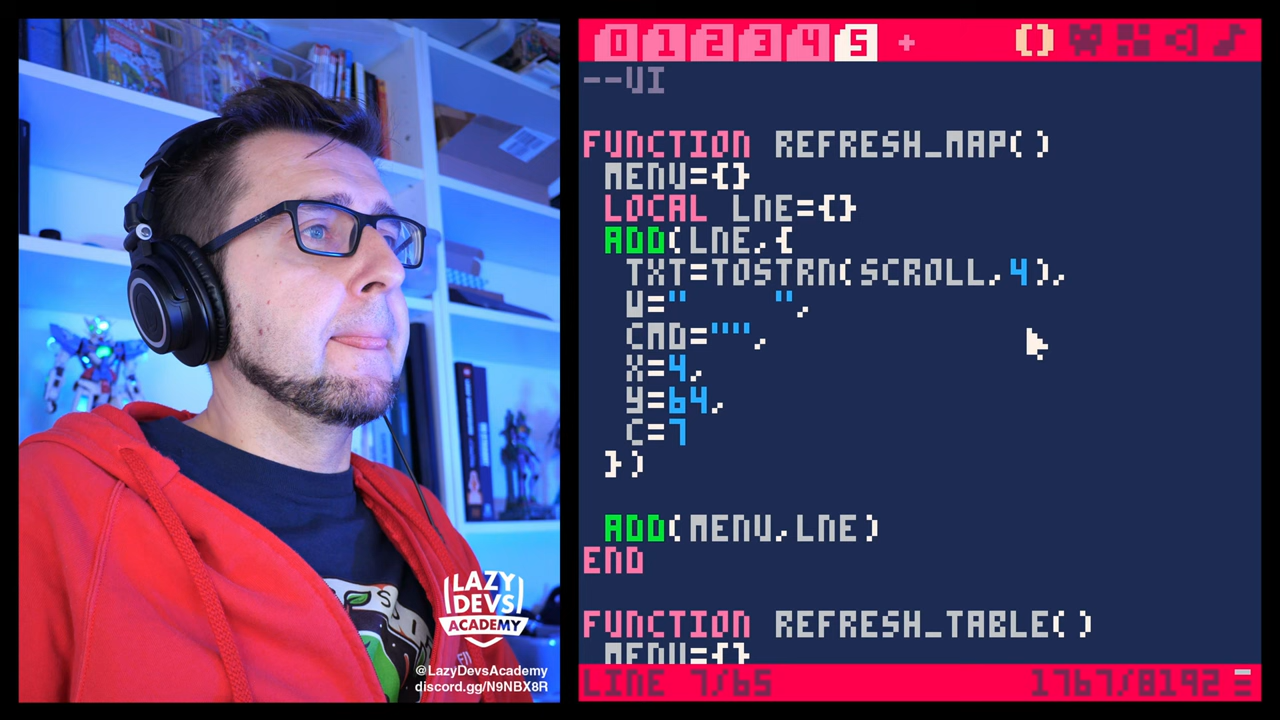 LAZY
DEVS
ACADEMY
@LazyDevsAcademy
discord.gg/N9NBX8R
0 1 2 3 4 5 + ()
--UI
FUNCTION REFRESH_MAP()
MENU={}
LOCAL LNE={}
ADD(LNE,{
TXT=TOSTRN(SCROLL,4),
W="    ",
CMD="",
X=4,
Y=64,
C=7
})
ADD(MENU,LNE)
END
FUNCTION REFRESH_TABLE()
MENU={}
LINE 7/65
1767/8192